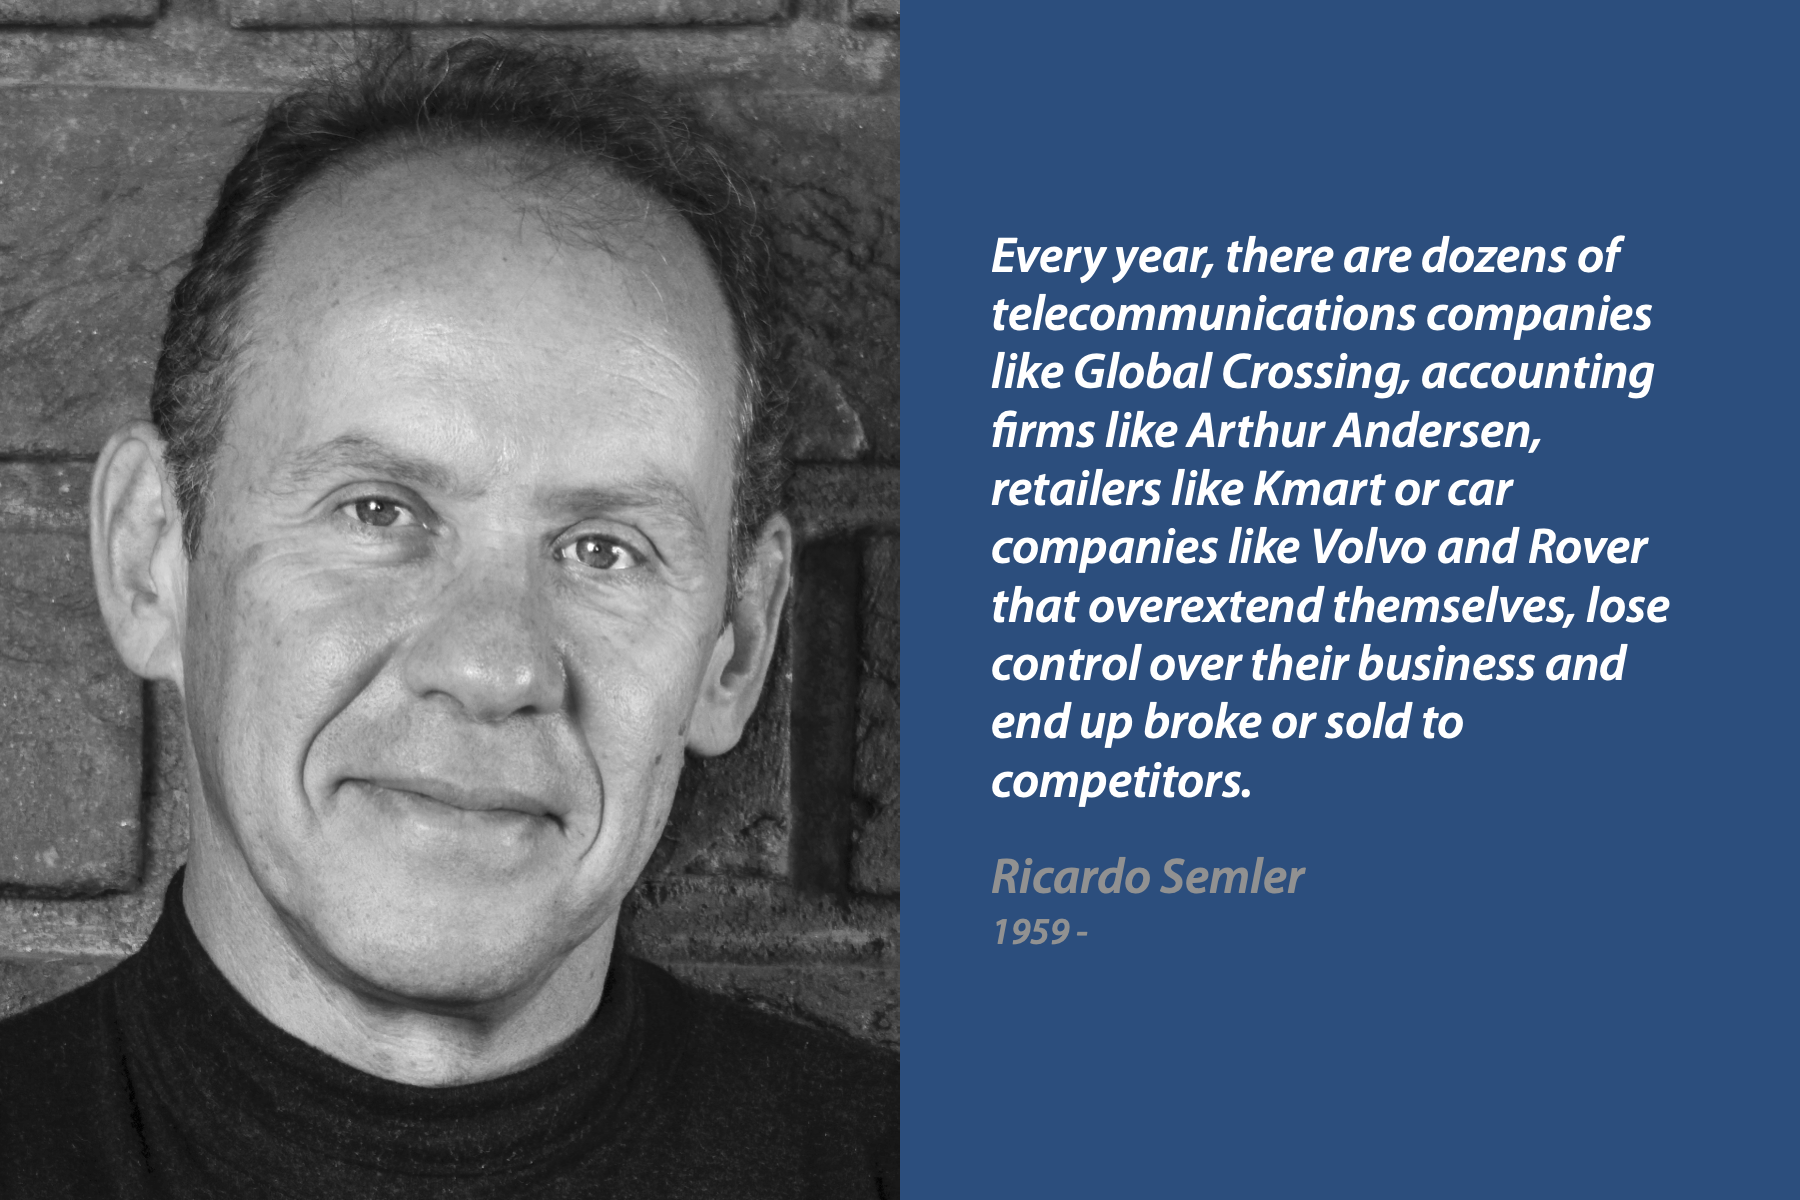 Every year, there are dozens of
telecommunications companies
like Global Crossing, accounting
firms like Arthur Andersen,
retailers like Kmart or car
companies like Volvo and Rover
that overextend themselves, lose
control over their business and
end up broke or sold to
competitors.
Ricardo Semler
1959 -